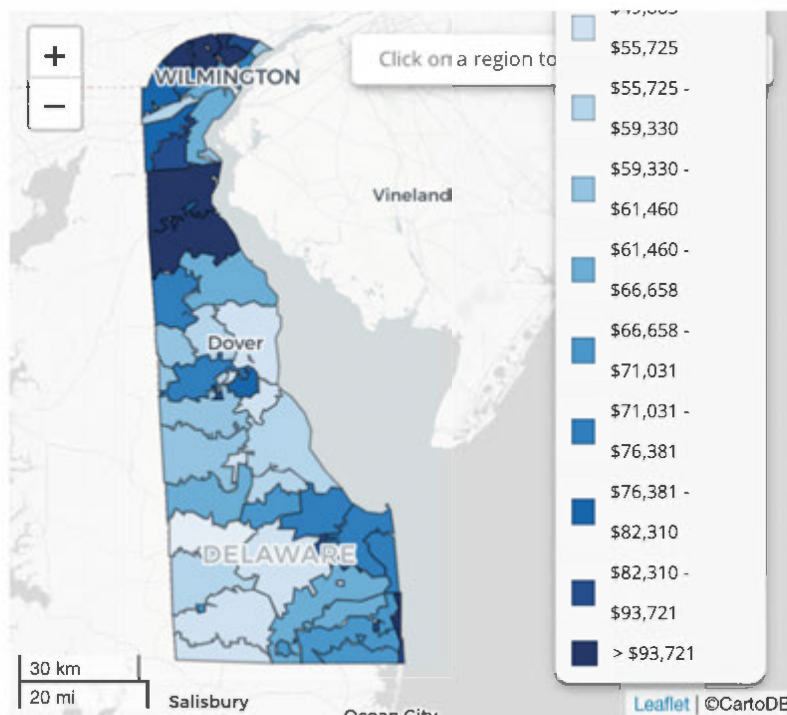 +
−
WILMINGTON
Click on a region to
Vineland
Dover
DELAWARE
30 km
20 mi
Salisbury
Ocean City
$55,725
$55,725 -
$59,330
$59,330 -
$61,460
$61,460 -
$66,658
$66,658 -
$71,031
$71,031 -
$76,381
$76,381 -
$82,310
$82,310 -
$93,721
> $93,721
Leaflet | ©CartoDB